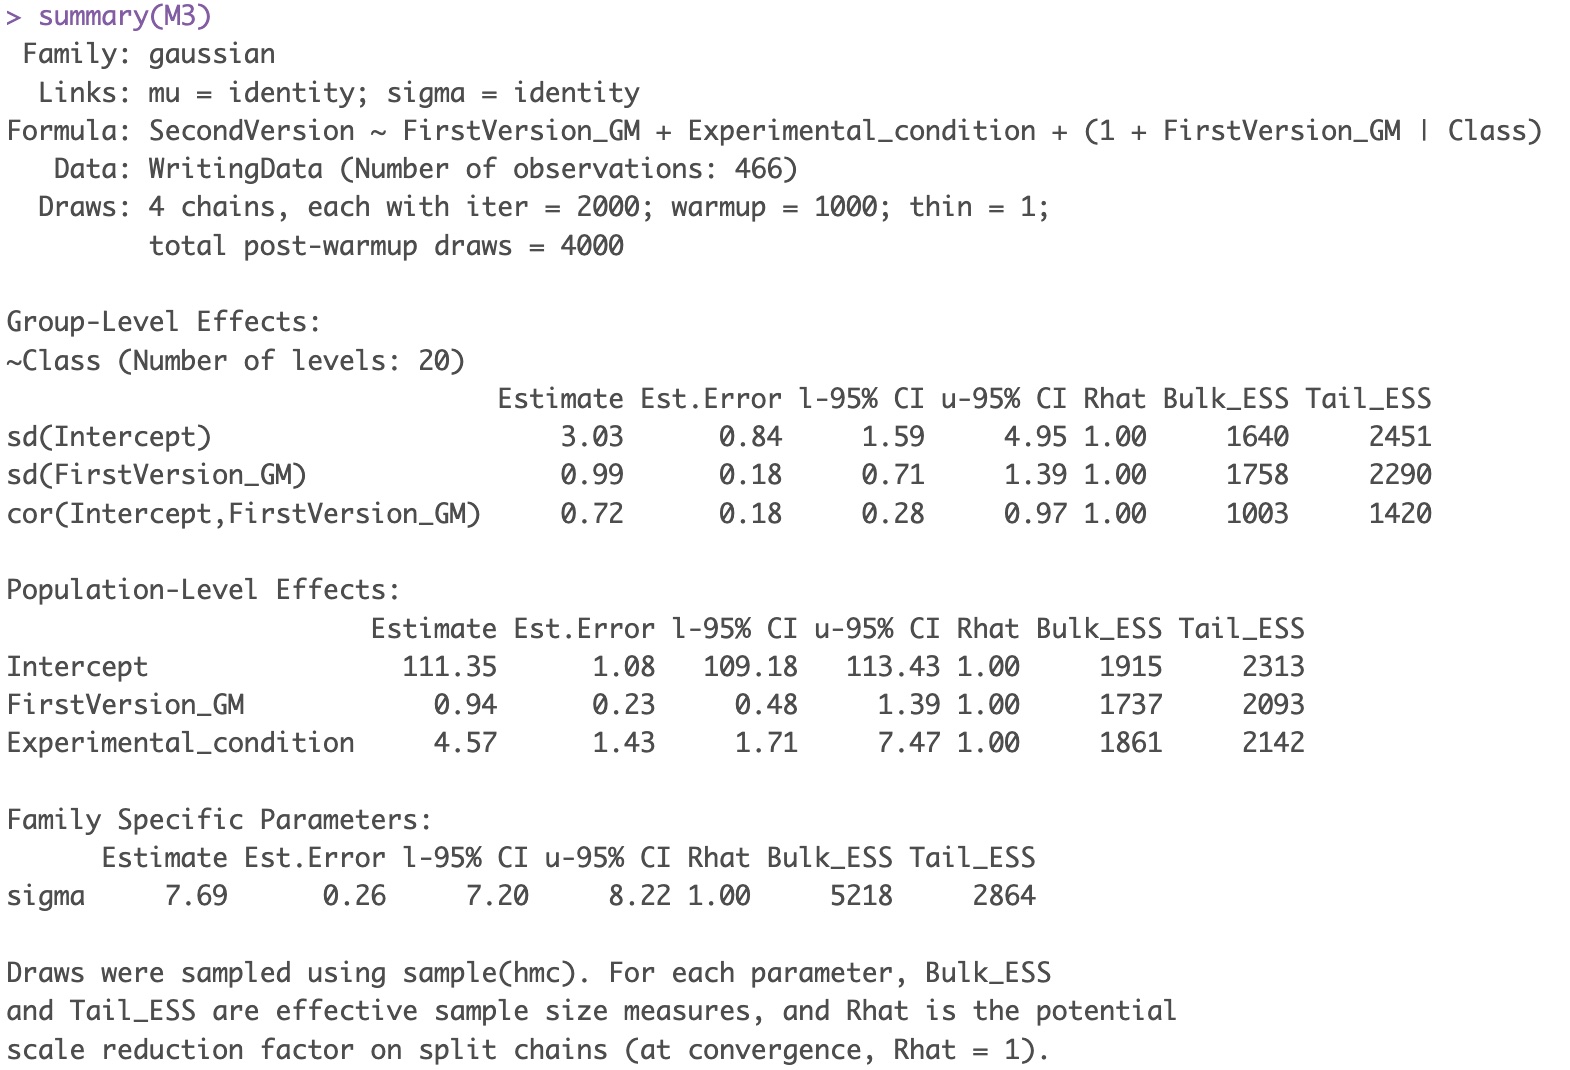 > summary(M3)
 Family: gaussian
  Links: mu = identity; sigma = identity
Formula: SecondVersion ~ FirstVersion_GM + Experimental_condition + (1 + FirstVersion_GM | Class)
   Data: WritingData (Number of observations: 466)
  Draws: 4 chains, each with iter = 2000; warmup = 1000; thin = 1;
         total post-warmup draws = 4000

Group-Level Effects:
~Class (Number of levels: 20)
                               Estimate Est.Error l-95% CI u-95% CI Rhat Bulk_ESS Tail_ESS
sd(Intercept)                      3.03      0.84     1.59     4.95 1.00     1640     2451
sd(FirstVersion_GM)                0.99      0.18     0.71     1.39 1.00     1758     2290
cor(Intercept,FirstVersion_GM)     0.72      0.18     0.28     0.97 1.00     1003     1420

Population-Level Effects:
                       Estimate Est.Error l-95% CI u-95% CI Rhat Bulk_ESS Tail_ESS
Intercept                111.35      1.08   109.18   113.43 1.00     1915     2313
FirstVersion_GM            0.94      0.23     0.48     1.39 1.00     1737     2093
Experimental_condition     4.57      1.43     1.71     7.47 1.00     1861     2142

Family Specific Parameters:
      Estimate Est.Error l-95% CI u-95% CI Rhat Bulk_ESS Tail_ESS
sigma     7.69      0.26     7.20     8.22 1.00     5218     2864

Draws were sampled using sample(hmc). For each parameter, Bulk_ESS
and Tail_ESS are effective sample size measures, and Rhat is the potential
scale reduction factor on split chains (at convergence, Rhat = 1).